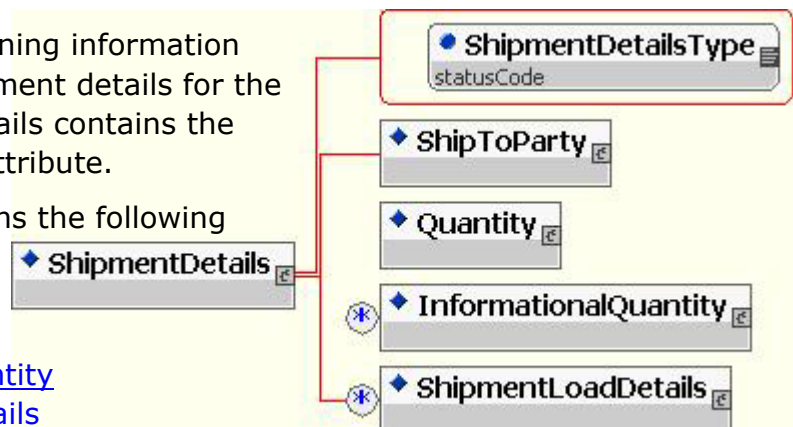 ning information
ment details for the
ails contains the
ttribute.
ns the following
ntity
ails
ShipmentDetails
ShipmentDetailsType
statusCode
ShipToParty
Quantity
InformationalQuantity
ShipmentLoadDetails